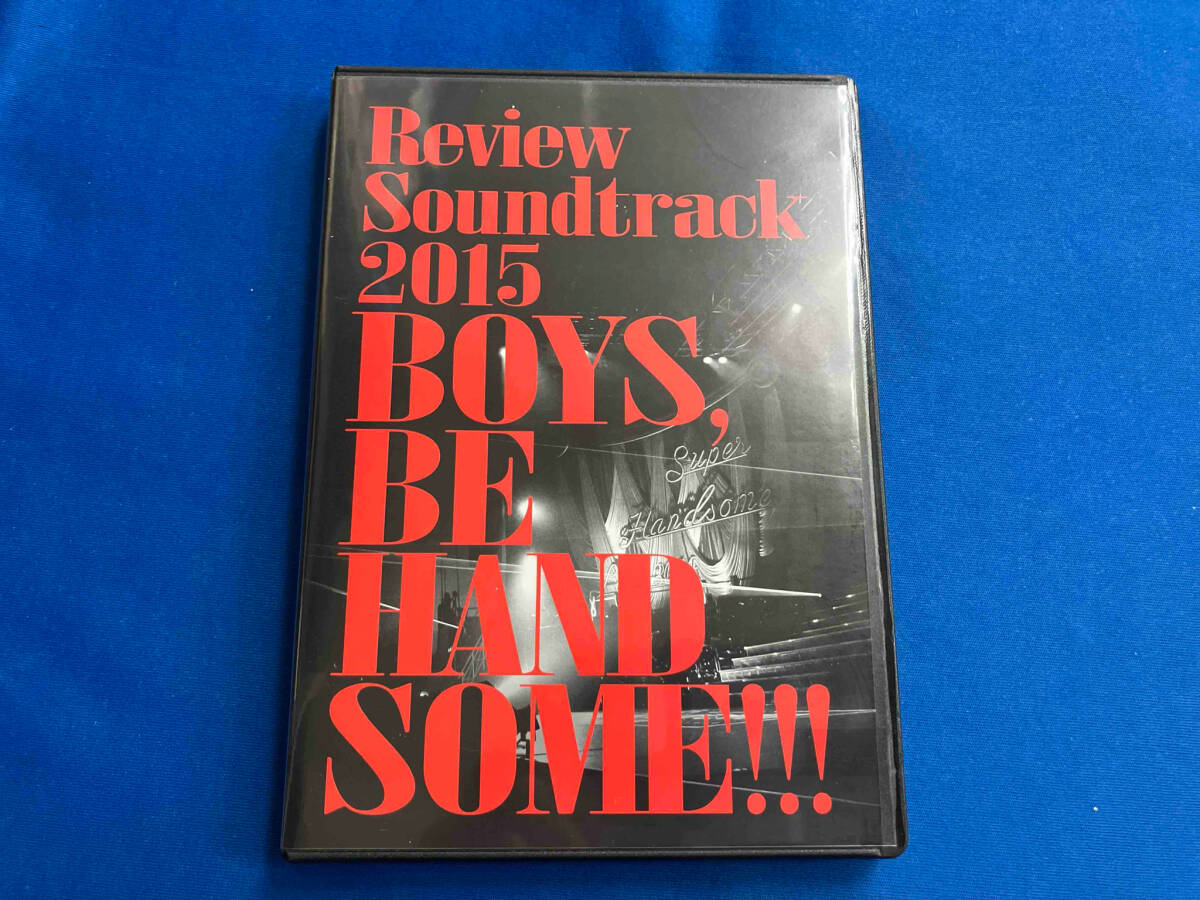 Review
Soundtrack
2015
BOYS,
BE
HAND
SOME!!!
Super
Handsome